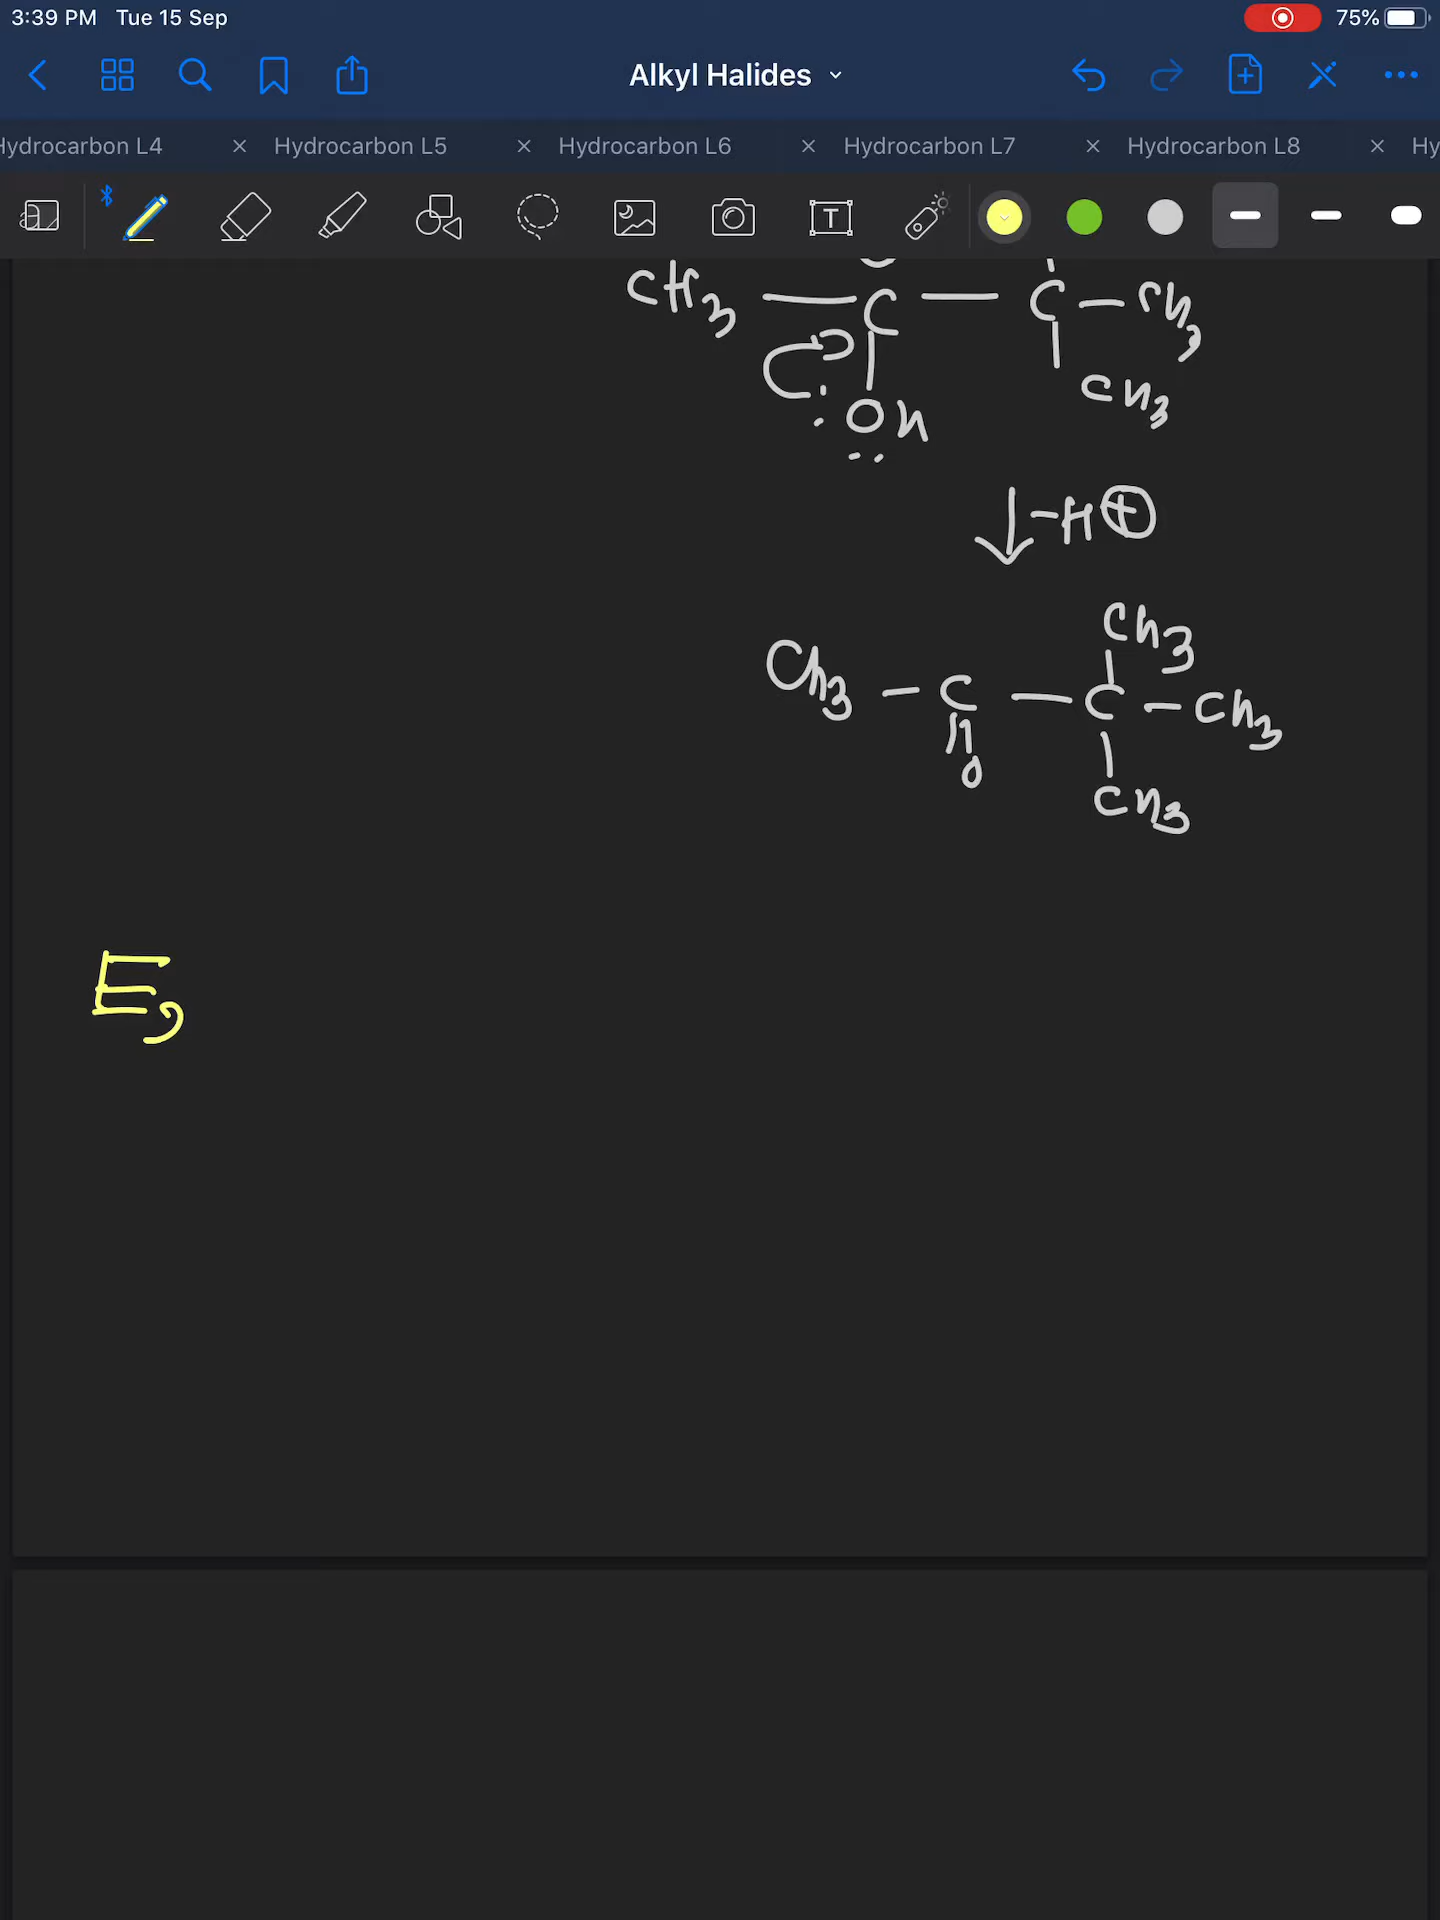 3:39 PM Tue 15 Sep 75%
Alkyl Halides
Hydrocarbon L4 × Hydrocarbon L5 × Hydrocarbon L6 × Hydrocarbon L7 × Hydrocarbon L8 × Hy
a T
CH3 — C — C — CH3
CH3
: OH
↓ -H⊕
CH3
CH3 — C — C — CH3
O
CH3
E